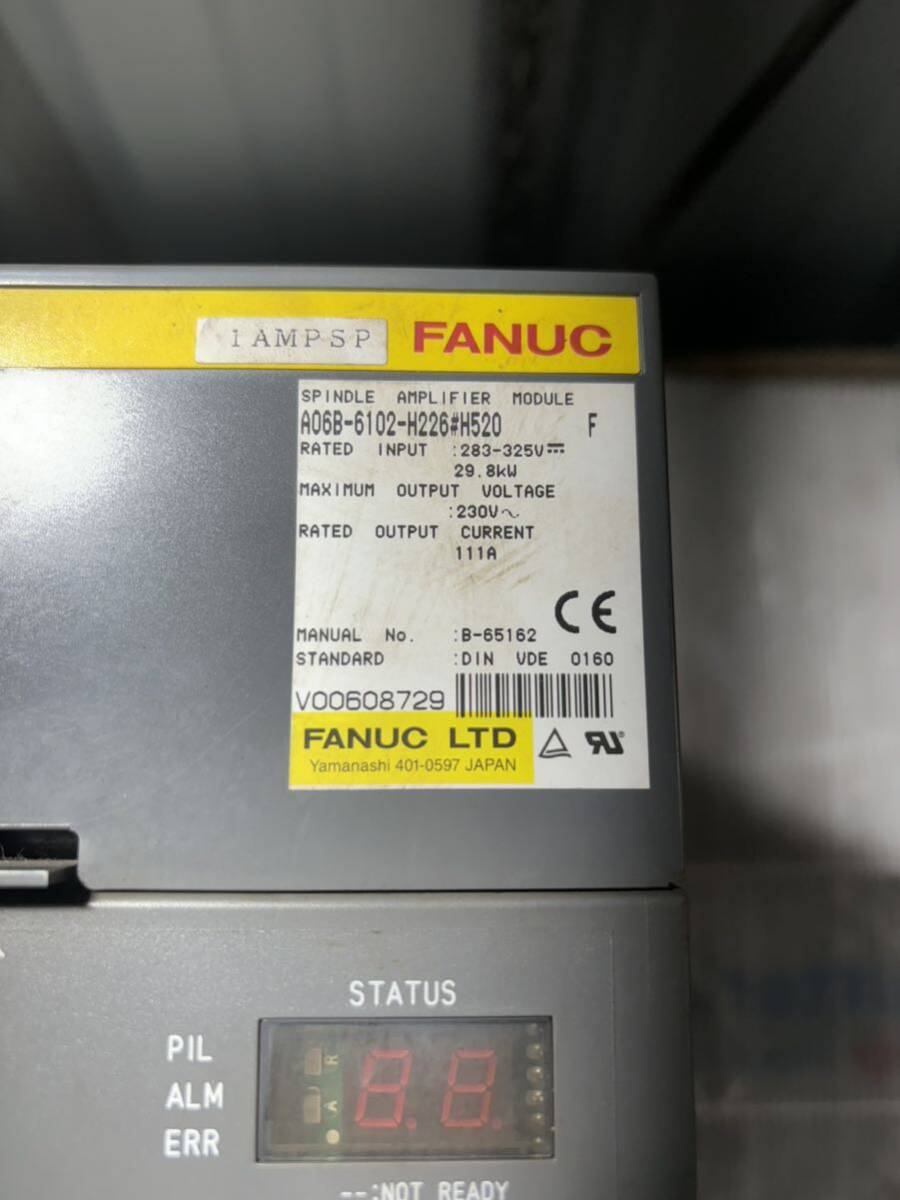 1AMPSP
FANUC
SPINDLE AMPLIFIER MODULE
A06B-6102-H226#H520 F
RATED INPUT :283-325V⎓
29.8kW
MAXIMUM OUTPUT VOLTAGE
:230V～
RATED OUTPUT CURRENT
111A
CE
MANUAL No. :B-65162
STANDARD :DIN VDE 0160
V00608729
FANUC LTD
Yamanashi 401-0597 JAPAN
STATUS
PIL
ALM
ERR
R
A
8.8.
--:NOT READY